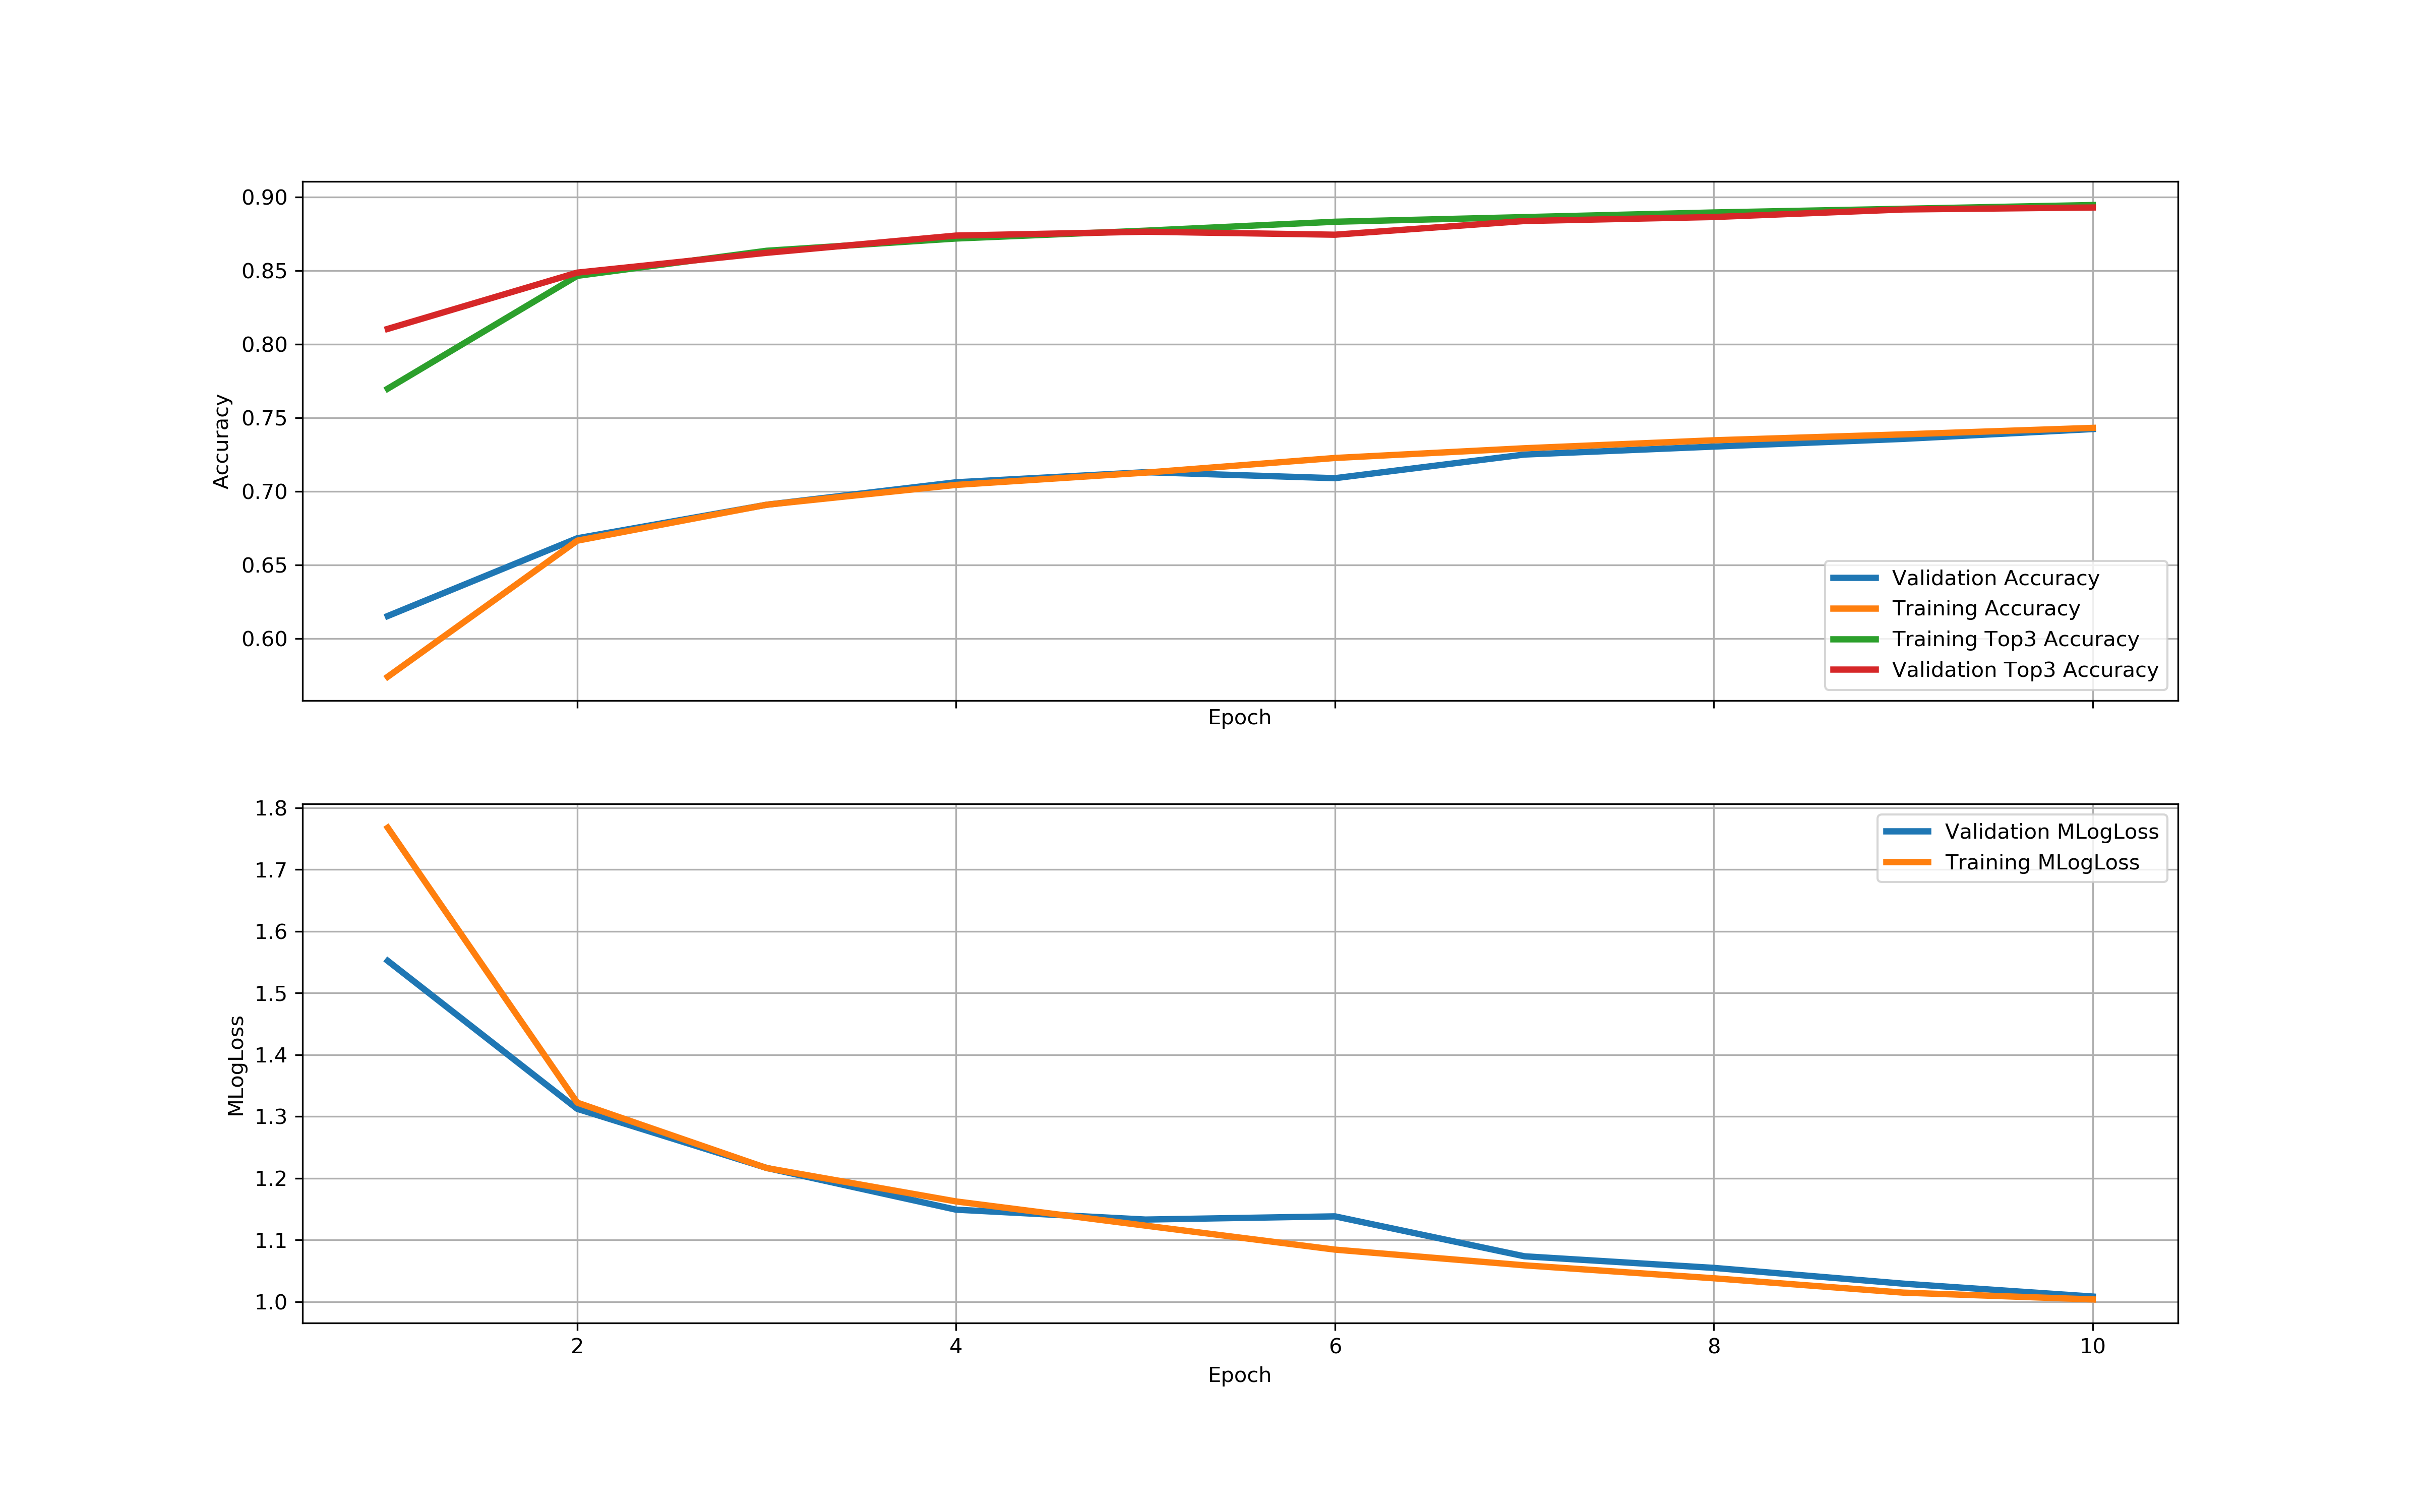 0.90
0.85
0.80
0.75
0.70
0.65
0.60
Accuracy
Validation Accuracy
Training Accuracy
Training Top3 Accuracy
Validation Top3 Accuracy
Epoch
1.8
1.7
1.6
1.5
1.4
1.3
1.2
1.1
1.0
MLogLoss
Validation MLogLoss
Training MLogLoss
2 4 6 8 10
Epoch